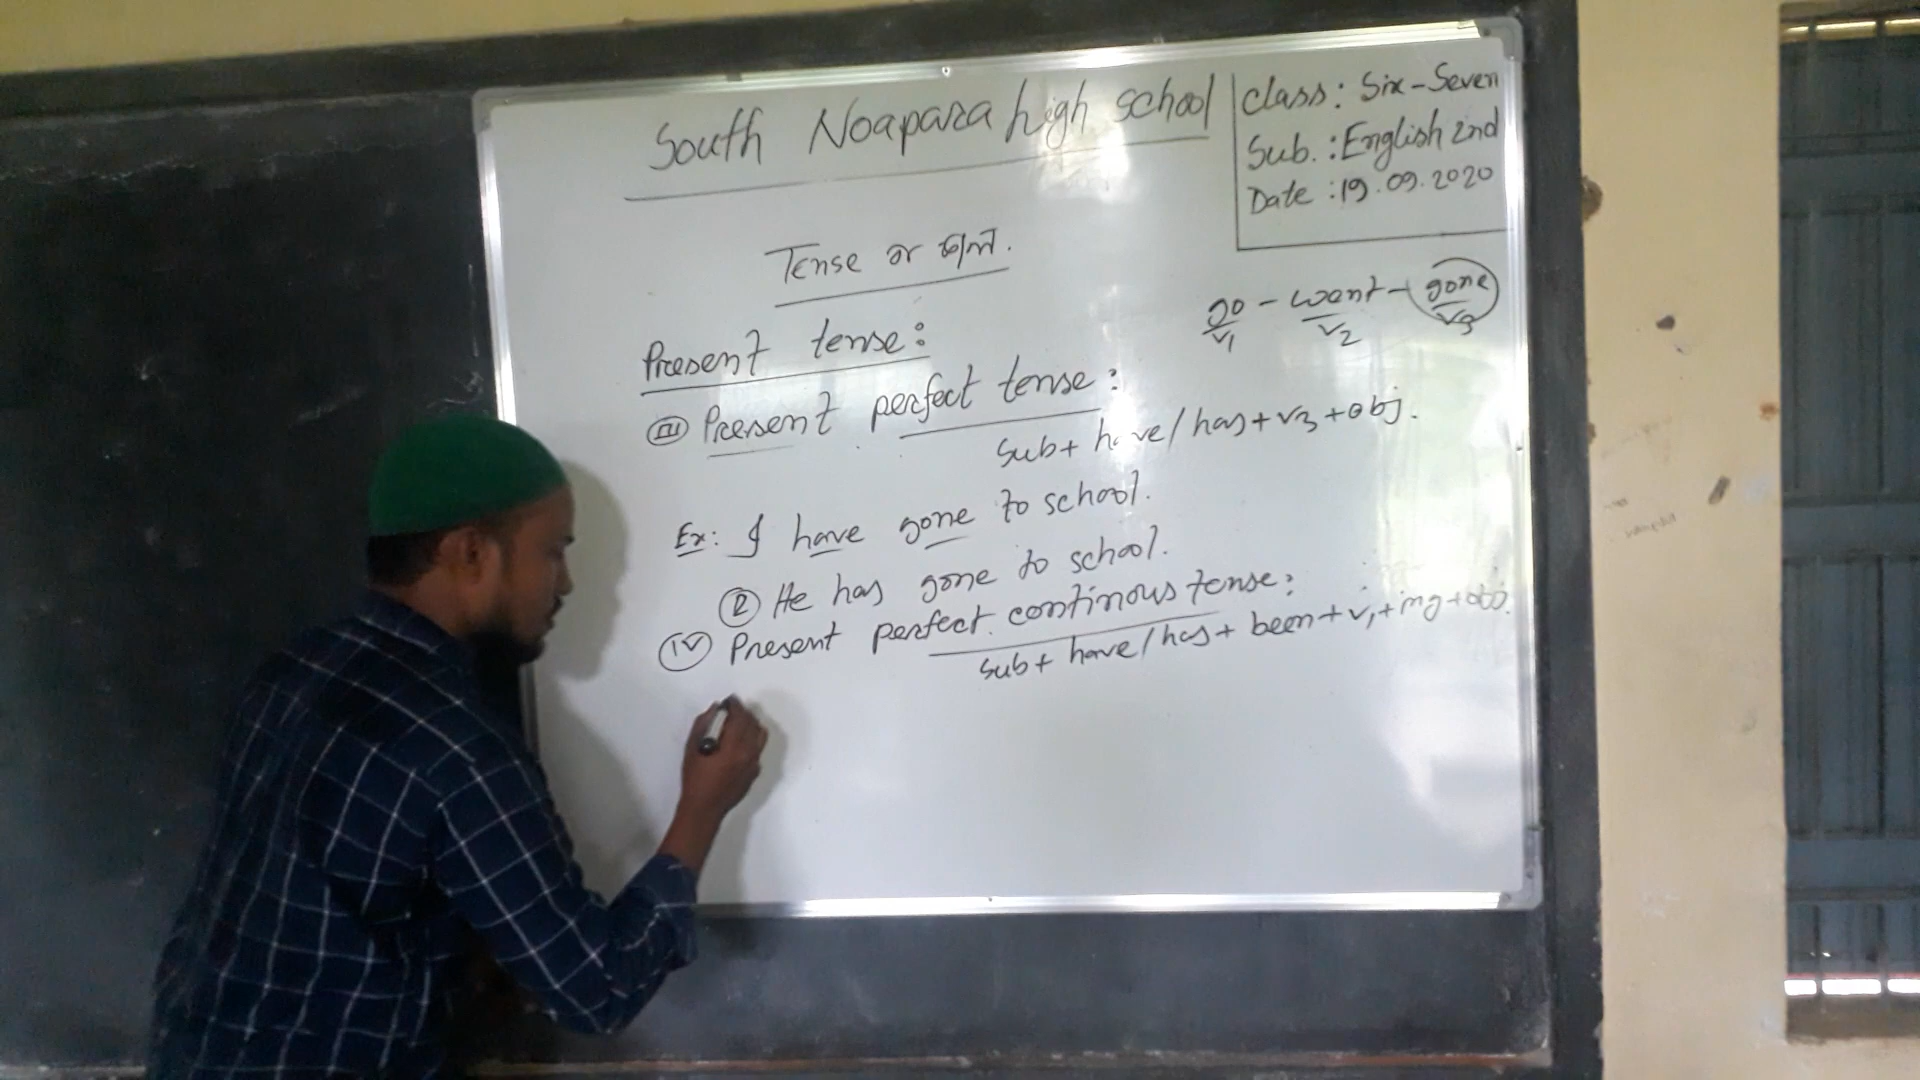 South Noapara high school
class: Six-Seven
Sub.: English 2nd
Date: 19.09.2020
Tense or কাল.
go - went - gone
v1 v2 v3
Present tense:
(III) Present perfect tense:
Sub + have/has + v3 + obj.
Ex: I have gone to school.
② He has gone to school.
(IV) Present perfect continous tense:
Sub + have/has + been + v1 + ing + obj.